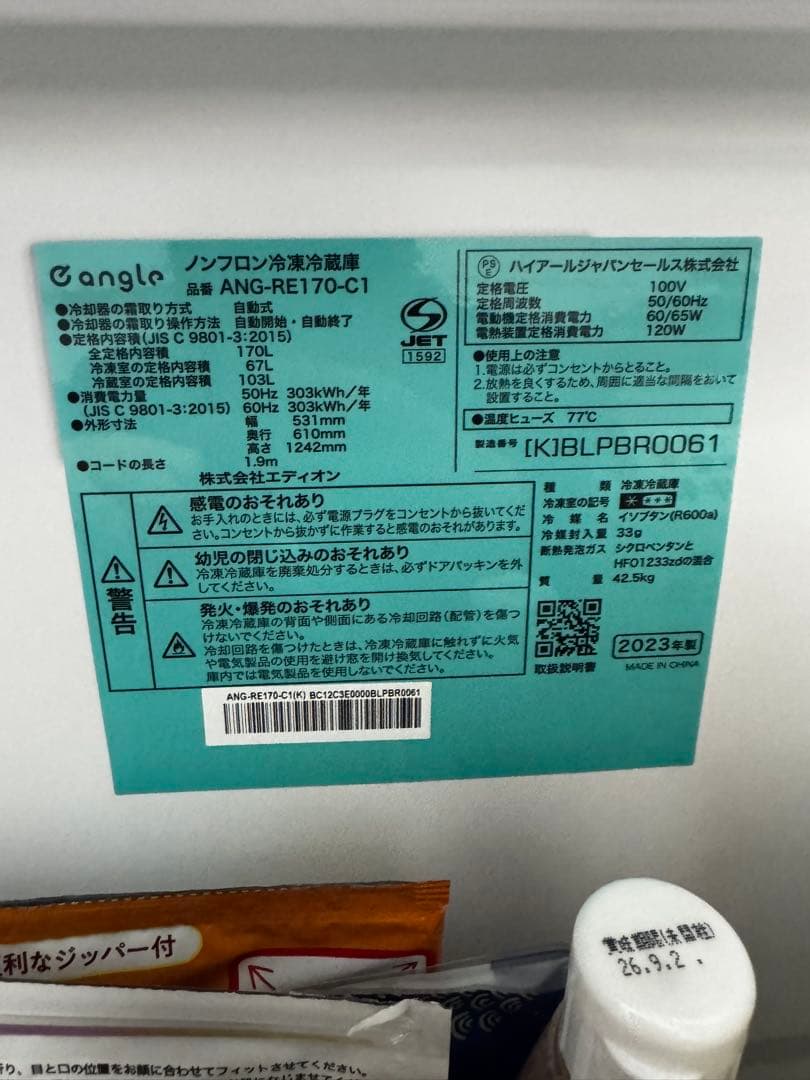 angle ノンフロン冷凍冷蔵庫
品番 ANG-RE170-C1
●冷却器の霜取り方式 自動式
●冷却器の霜取り操作方法 自動開始・自動終了
●定格内容積(JIS C 9801-3:2015)
全定格内容積 170L
冷凍室の定格内容積 67L
冷蔵室の定格内容積 103L
●消費電力量 50Hz 303kWh/年
(JIS C 9801-3:2015) 60Hz 303kWh/年
●外形寸法 幅 531mm
奥行 610mm
高さ 1242mm
●コードの長さ 1.9m
株式会社エディオン
JET
1592
PS
E
ハイアールジャパンセールス株式会社
定格電圧 100V
定格周波数 50/60Hz
電動機定格消費電力 60/65W
電熱装置定格消費電力 120W
●使用上の注意
1.電源は必ずコンセントからとること。
2.放熱を良くするため、周囲に適当な間隔をおいて
設置すること。
●温度ヒューズ 77℃
製造番号 [K]BLPBR0061
警告
感電のおそれあり
お手入れのときには、必ず電源プラグをコンセントから抜いてくだ
さい。コンセントから抜かずに作業すると感電のおそれがあります。
幼児の閉じ込みのおそれあり
冷凍冷蔵庫を廃棄処分するときは、必ずドアパッキンを外
してください。
発火・爆発のおそれあり
冷凍冷蔵庫の背面や側面にある冷却回路(配管)を傷つ
けないでください。
冷却回路を傷つけたときは、冷凍冷蔵庫に触れずに火気
や電気製品の使用を避け窓を開け換気してください。
庫内では電気製品を使用しないでください。
種類 冷凍冷蔵庫
冷凍室の記号 ****
冷媒名 イソブタン(R600a)
冷媒封入量 33g
断熱発泡ガス シクロペンタンと
HFO1233zdの混合
質量 42.5kg
取扱説明書
2023年製
MADE IN CHINA
ANG-RE170-C1(K) BC12C3E0000BLPBR0061
利なジッパー付
賞味期限(未開栓)
26.9.2.
り、目と口の位置をお顔に合わせてフィットさせてください。